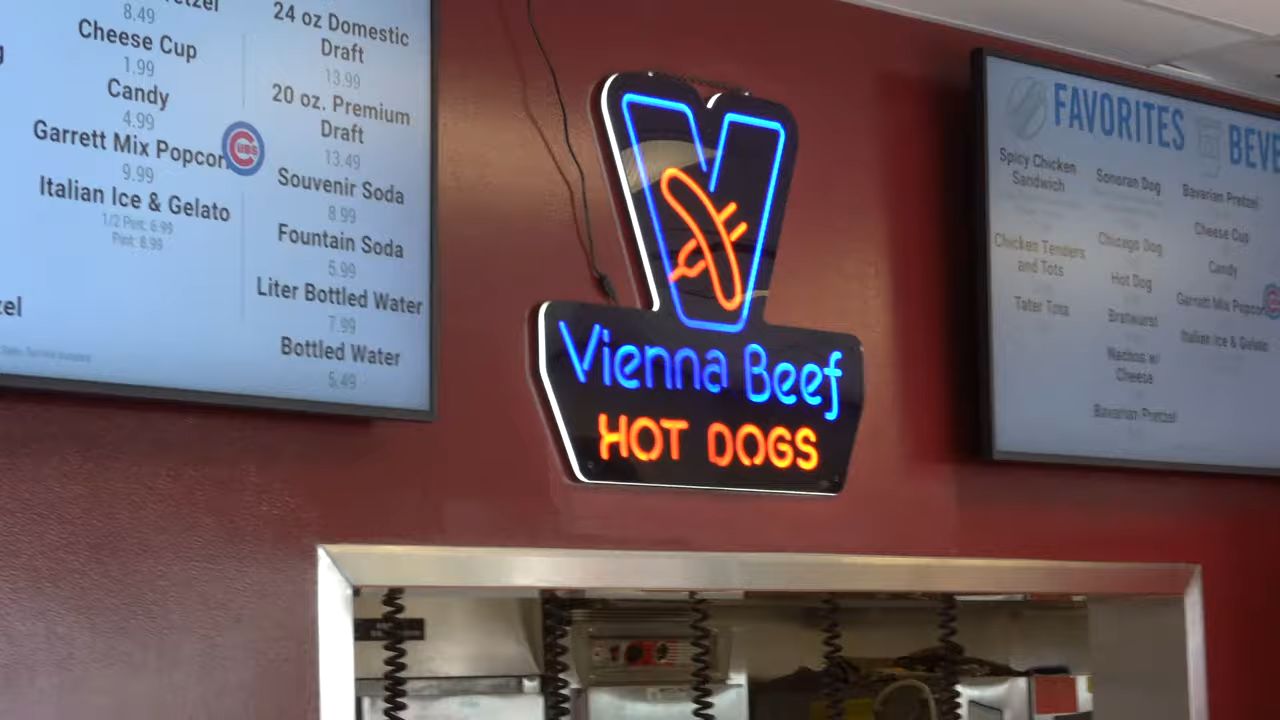 8.49
Cheese Cup
1.99
Candy
4.99
Garrett Mix Popcorn
9.99
Italian Ice & Gelato
1/2 Pint: 6.99
Pint: 8.99
24 oz Domestic
Draft
13.99
20 oz. Premium
Draft
13.49
Souvenir Soda
8.99
Fountain Soda
5.99
Liter Bottled Water
7.99
Bottled Water
5.49
CUBS
Vienna Beef
HOT DOGS
FAVORITES
Spicy Chicken
Sandwich
Chicken Tenders
and Tots
Tater Tots
Sonoran Dog
Chicago Dog
Hot Dog
Bratwurst
Nachos w/
Cheese
Bavarian Pretzel
BEVE
Bavarian Pretzel
Cheese Cup
Candy
Garrett Mix Popcorn
Italian Ice & Gelato